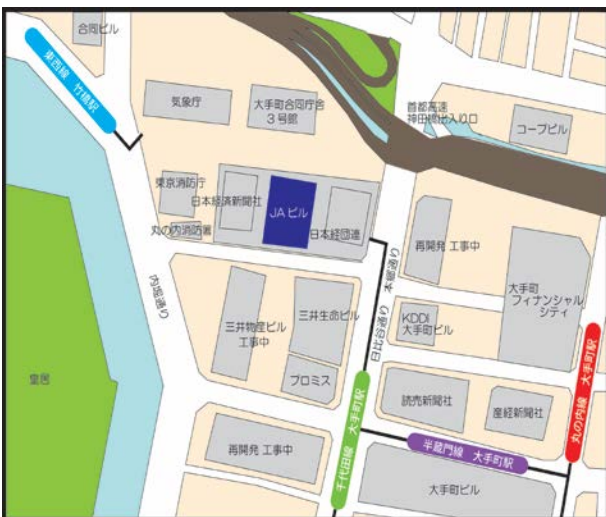 合同ビル
東西線 竹橋駅
気象庁
大手町合同庁舎
3号館
首都高速
神田橋出入り口
コープビル
東京消防庁
日本経済新聞社
JAビル
丸の内消防署
日本経団連
再開発 工事中
内堀通り
日比谷通り 本郷通り
大手町
フィナンシャル
シティ
三井物産ビル
工事中
三井生命ビル
KDDI
大手町ビル
皇居
プロミス
読売新聞社
産経新聞社
丸の内線 大手町駅
千代田線 大手町駅
半蔵門線 大手町駅
再開発 工事中
大手町ビル